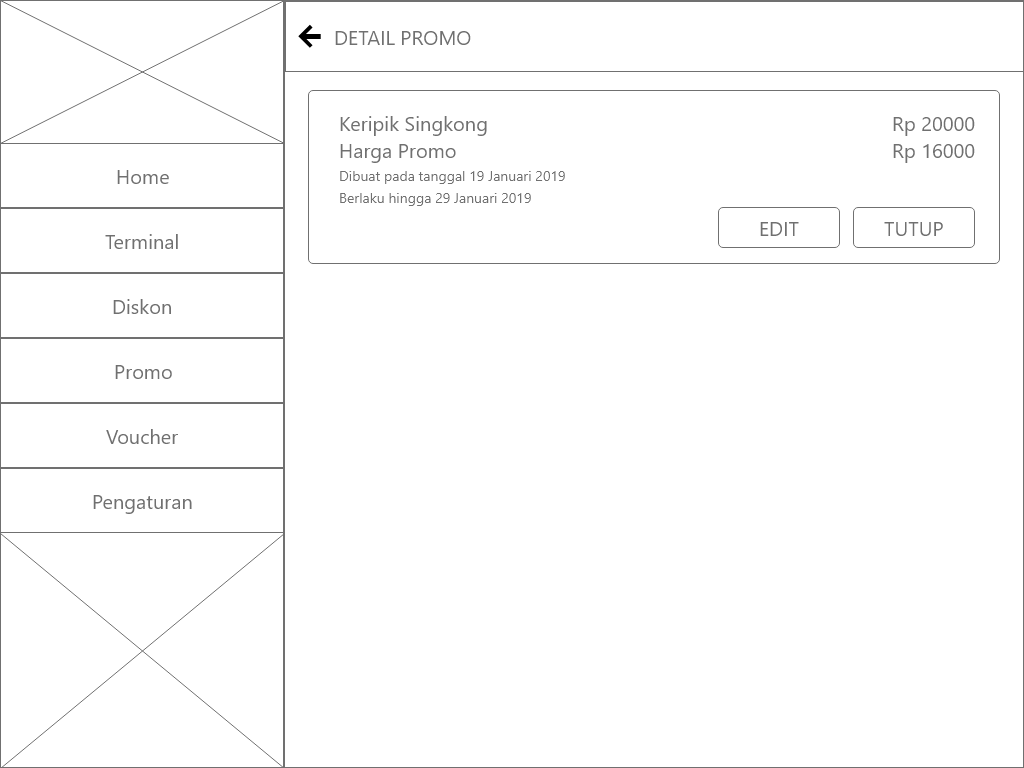 DETAIL PROMO
Home
Terminal
Diskon
Promo
Voucher
Pengaturan
Keripik Singkong Rp 20000
Harga Promo Rp 16000
Dibuat pada tanggal 19 Januari 2019
Berlaku hingga 29 Januari 2019
EDIT TUTUP